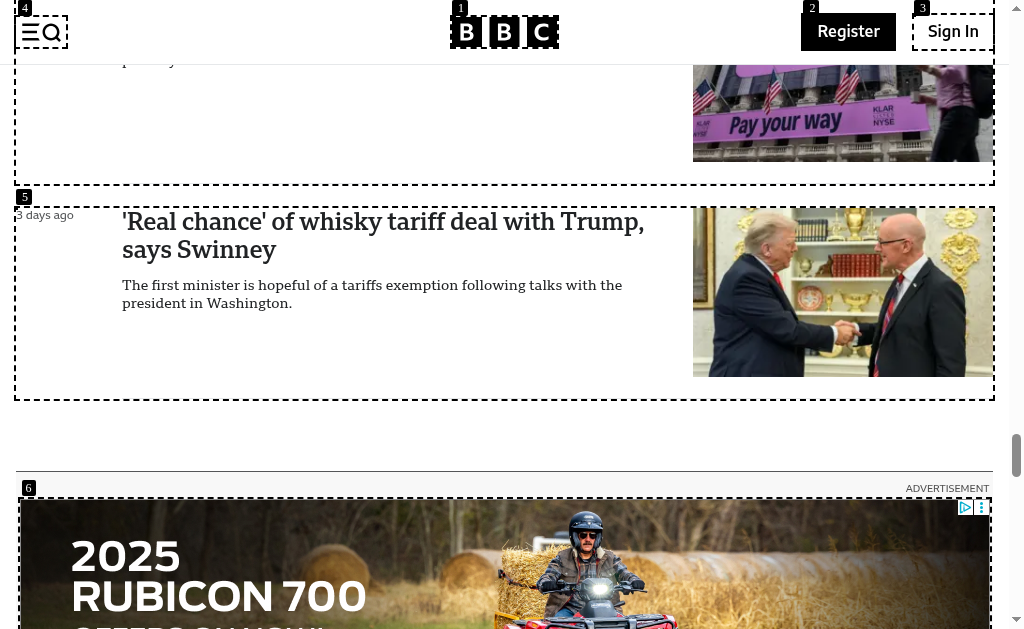 4
1
2
3
BBC
Register
Sign In
Pay your way
KLAR
NYSE
5
3 days ago
'Real chance' of whisky tariff deal with Trump,
says Swinney
The first minister is hopeful of a tariffs exemption following talks with the
president in Washington.
6
ADVERTISEMENT
2025
RUBICON 700